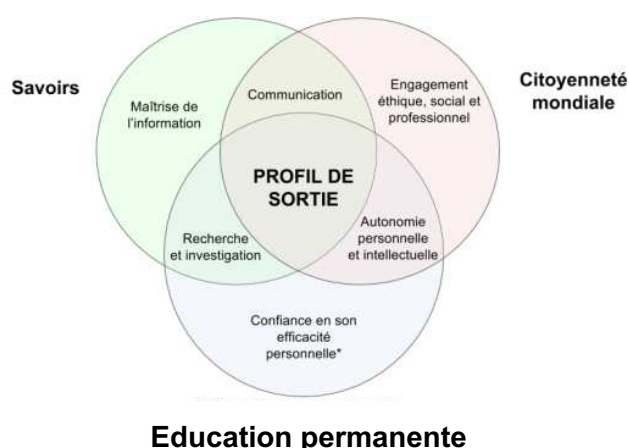 Savoirs
Maîtrise de
l'information
Communication
Engagement
éthique, social et
professionnel
Citoyenneté
mondiale
PROFIL DE
SORTIE
Recherche
et investigation
Autonomie
personnelle
et intellectuelle
Confiance en son
efficacité
personnelle*
Education permanente